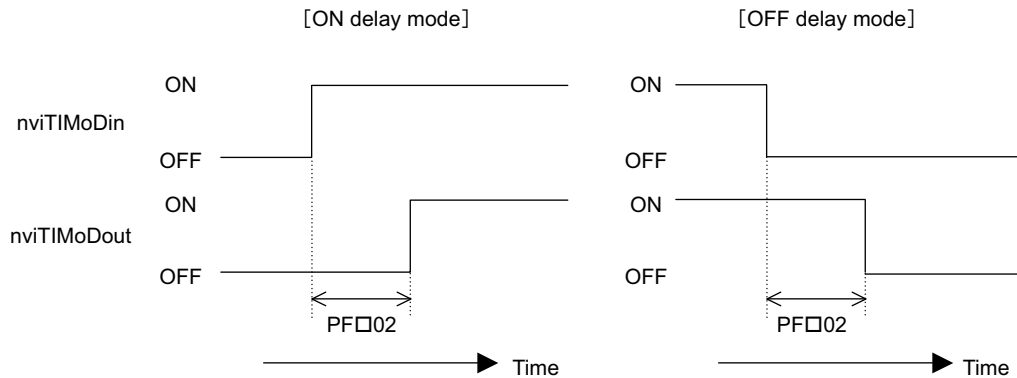 [ON delay mode]
[OFF delay mode]
nviTIMoDin
ON
OFF
ON
OFF
nviTIMoDout
ON
OFF
ON
OFF
PF□02
PF□02
Time
Time